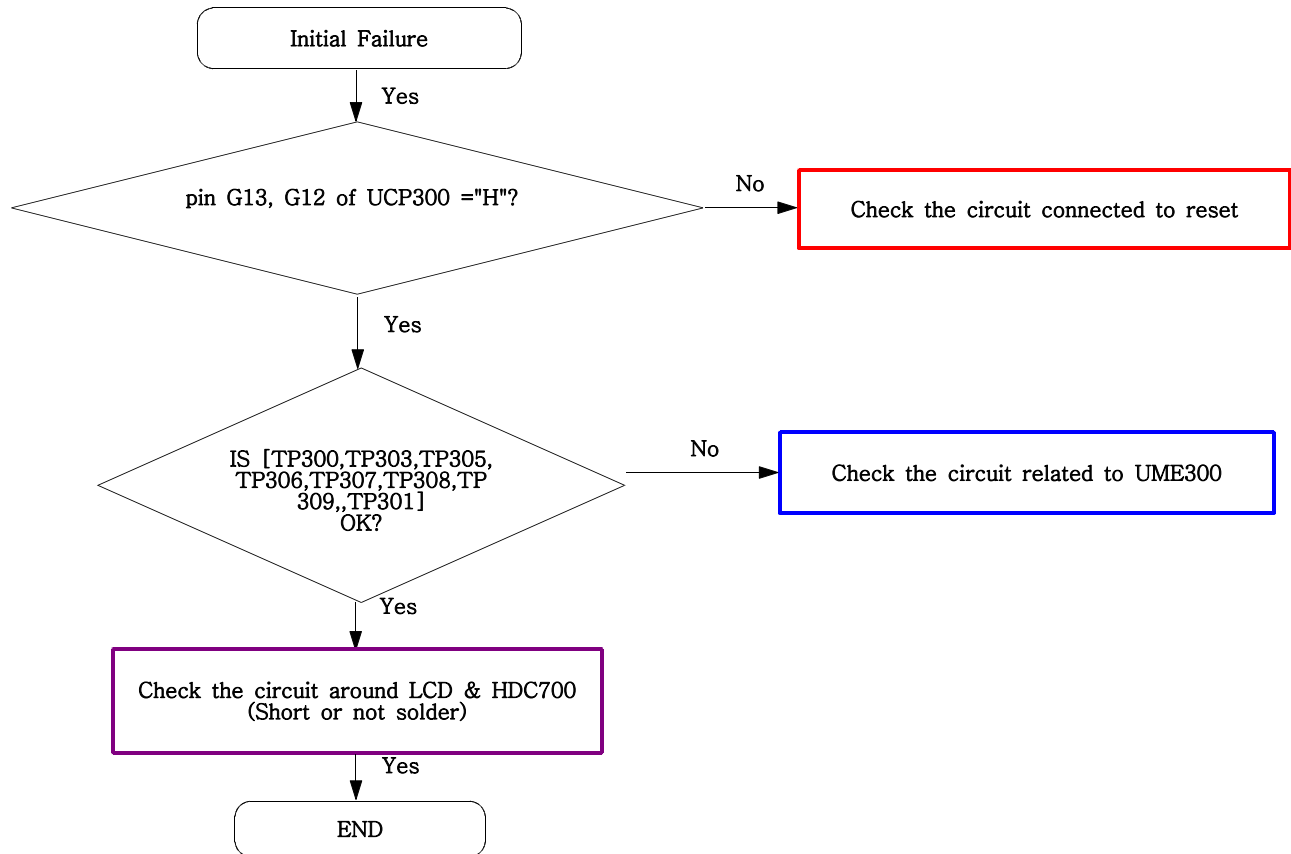 Initial Failure
Yes
pin G13, G12 of UCP300 ="H"?
No
Check the circuit connected to reset
Yes
IS [TP300,TP303,TP305,
TP306,TP307,TP308,TP
309,,TP301]
OK?
No
Check the circuit related to UME300
Yes
Check the circuit around LCD & HDC700
(Short or not solder)
Yes
END